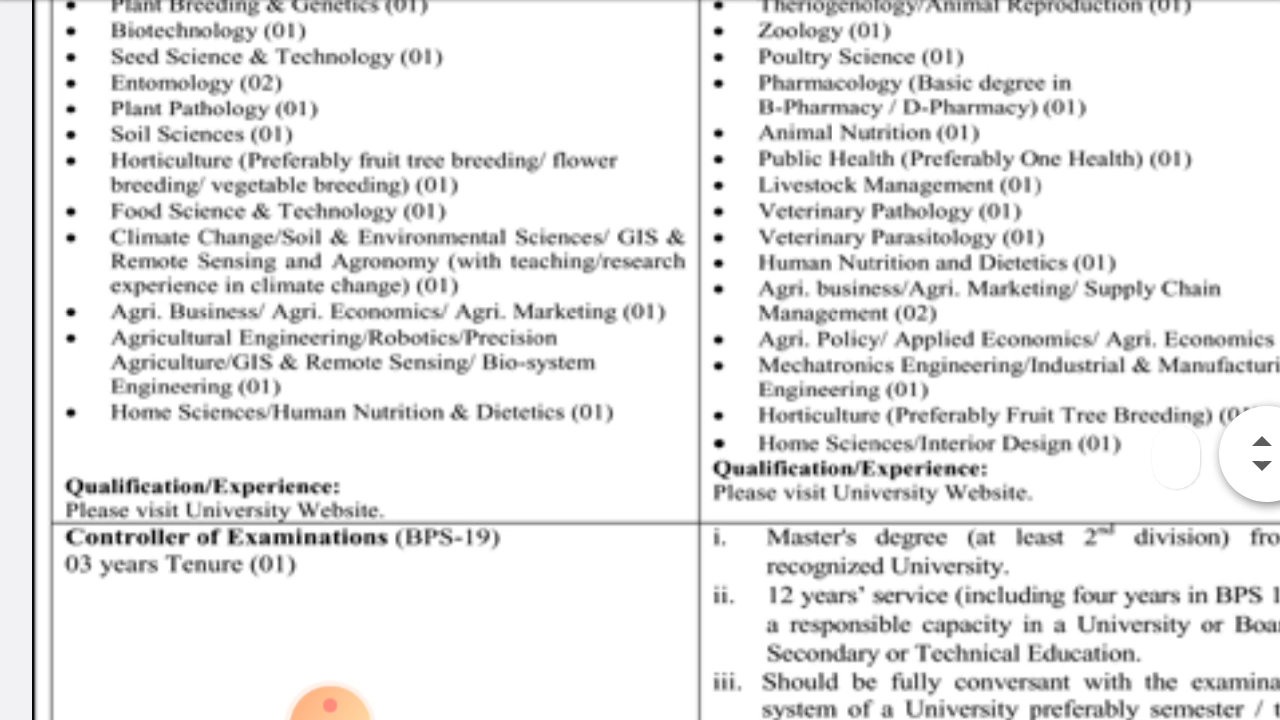 Plant Breeding & Genetics (01)
• Biotechnology (01)
• Seed Science & Technology (01)
• Entomology (02)
• Plant Pathology (01)
• Soil Sciences (01)
• Horticulture (Preferably fruit tree breeding/ flower
breeding/ vegetable breeding) (01)
• Food Science & Technology (01)
• Climate Change/Soil & Environmental Sciences/ GIS &
Remote Sensing and Agronomy (with teaching/research
experience in climate change) (01)
• Agri. Business/ Agri. Economics/ Agri. Marketing (01)
• Agricultural Engineering/Robotics/Precision
Agriculture/GIS & Remote Sensing/ Bio-system
Engineering (01)
• Home Sciences/Human Nutrition & Dietetics (01)
Qualification/Experience:
Please visit University Website.
Theriogenology/Animal Reproduction (01)
• Zoology (01)
• Poultry Science (01)
• Pharmacology (Basic degree in
B-Pharmacy / D-Pharmacy) (01)
• Animal Nutrition (01)
• Public Health (Preferably One Health) (01)
• Livestock Management (01)
• Veterinary Pathology (01)
• Veterinary Parasitology (01)
• Human Nutrition and Dietetics (01)
• Agri. business/Agri. Marketing/ Supply Chain
Management (02)
• Agri. Policy/ Applied Economics/ Agri. Economics
• Mechatronics Engineering/Industrial & Manufacturi
Engineering (01)
• Horticulture (Preferably Fruit Tree Breeding)
• Home Sciences/Interior Design (01)
Qualification/Experience:
Please visit University Website.
Controller of Examinations (BPS-19)
03 years Tenure (01)
i. Master's degree (at least 2nd division) fro
recognized University.
ii. 12 years' service (including four years in BPS 1
a responsible capacity in a University or Boa
Secondary or Technical Education.
iii. Should be fully conversant with the examina
system of a University preferably semester / t